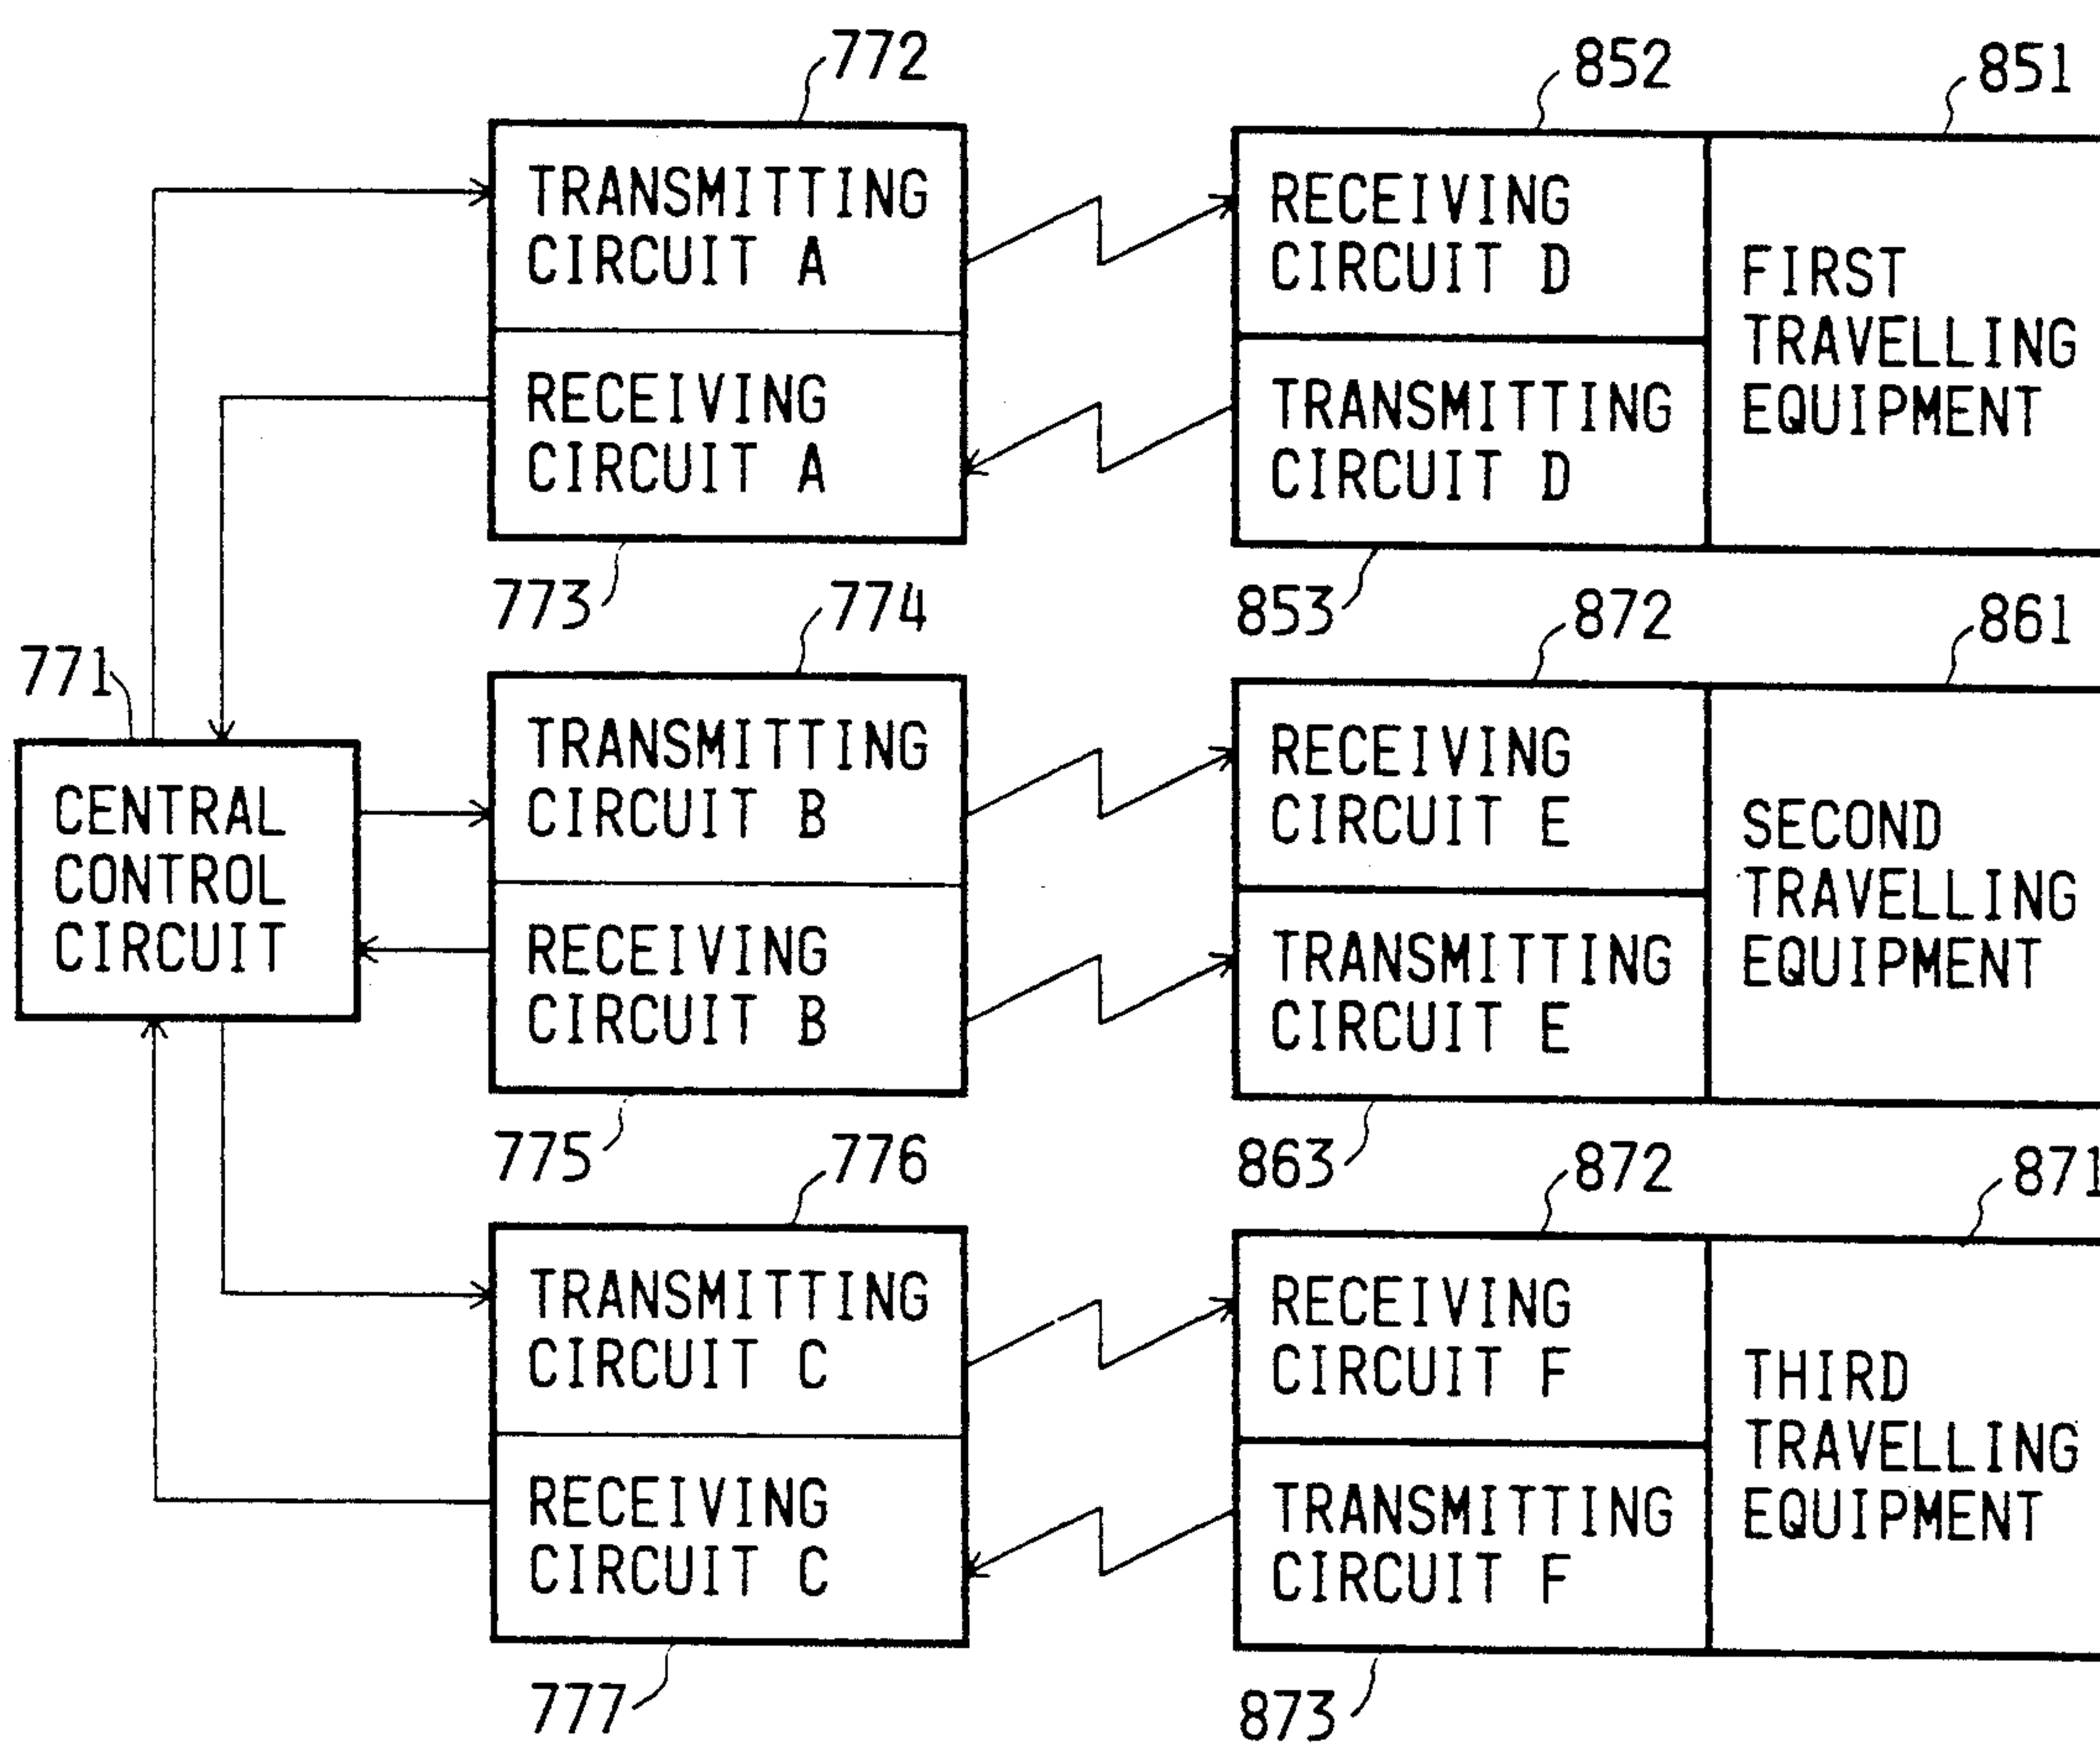 772
852
851
TRANSMITTING
CIRCUIT A
RECEIVING
CIRCUIT D
FIRST
TRAVELLING
EQUIPMENT
RECEIVING
CIRCUIT A
TRANSMITTING
CIRCUIT D
773
853
774
872
861
771
CENTRAL
CONTROL
CIRCUIT
TRANSMITTING
CIRCUIT B
RECEIVING
CIRCUIT E
SECOND
TRAVELLING
EQUIPMENT
RECEIVING
CIRCUIT B
TRANSMITTING
CIRCUIT E
775
863
776
872
871
TRANSMITTING
CIRCUIT C
RECEIVING
CIRCUIT F
THIRD
TRAVELLING
EQUIPMENT
RECEIVING
CIRCUIT C
TRANSMITTING
CIRCUIT F
777
873